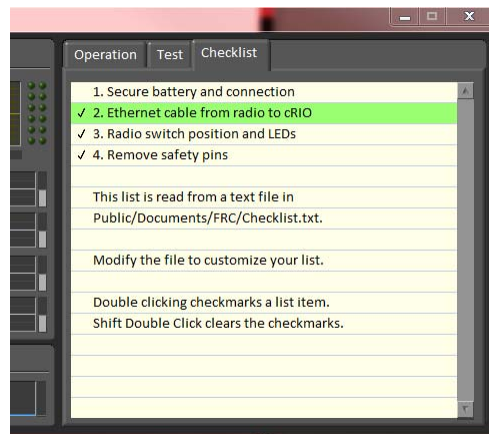 Operation Test Checklist
1. Secure battery and connection
✓ 2. Ethernet cable from radio to cRIO
✓ 3. Radio switch position and LEDs
✓ 4. Remove safety pins
This list is read from a text file in
Public/Documents/FRC/Checklist.txt.
Modify the file to customize your list.
Double clicking checkmarks a list item.
Shift Double Click clears the checkmarks.